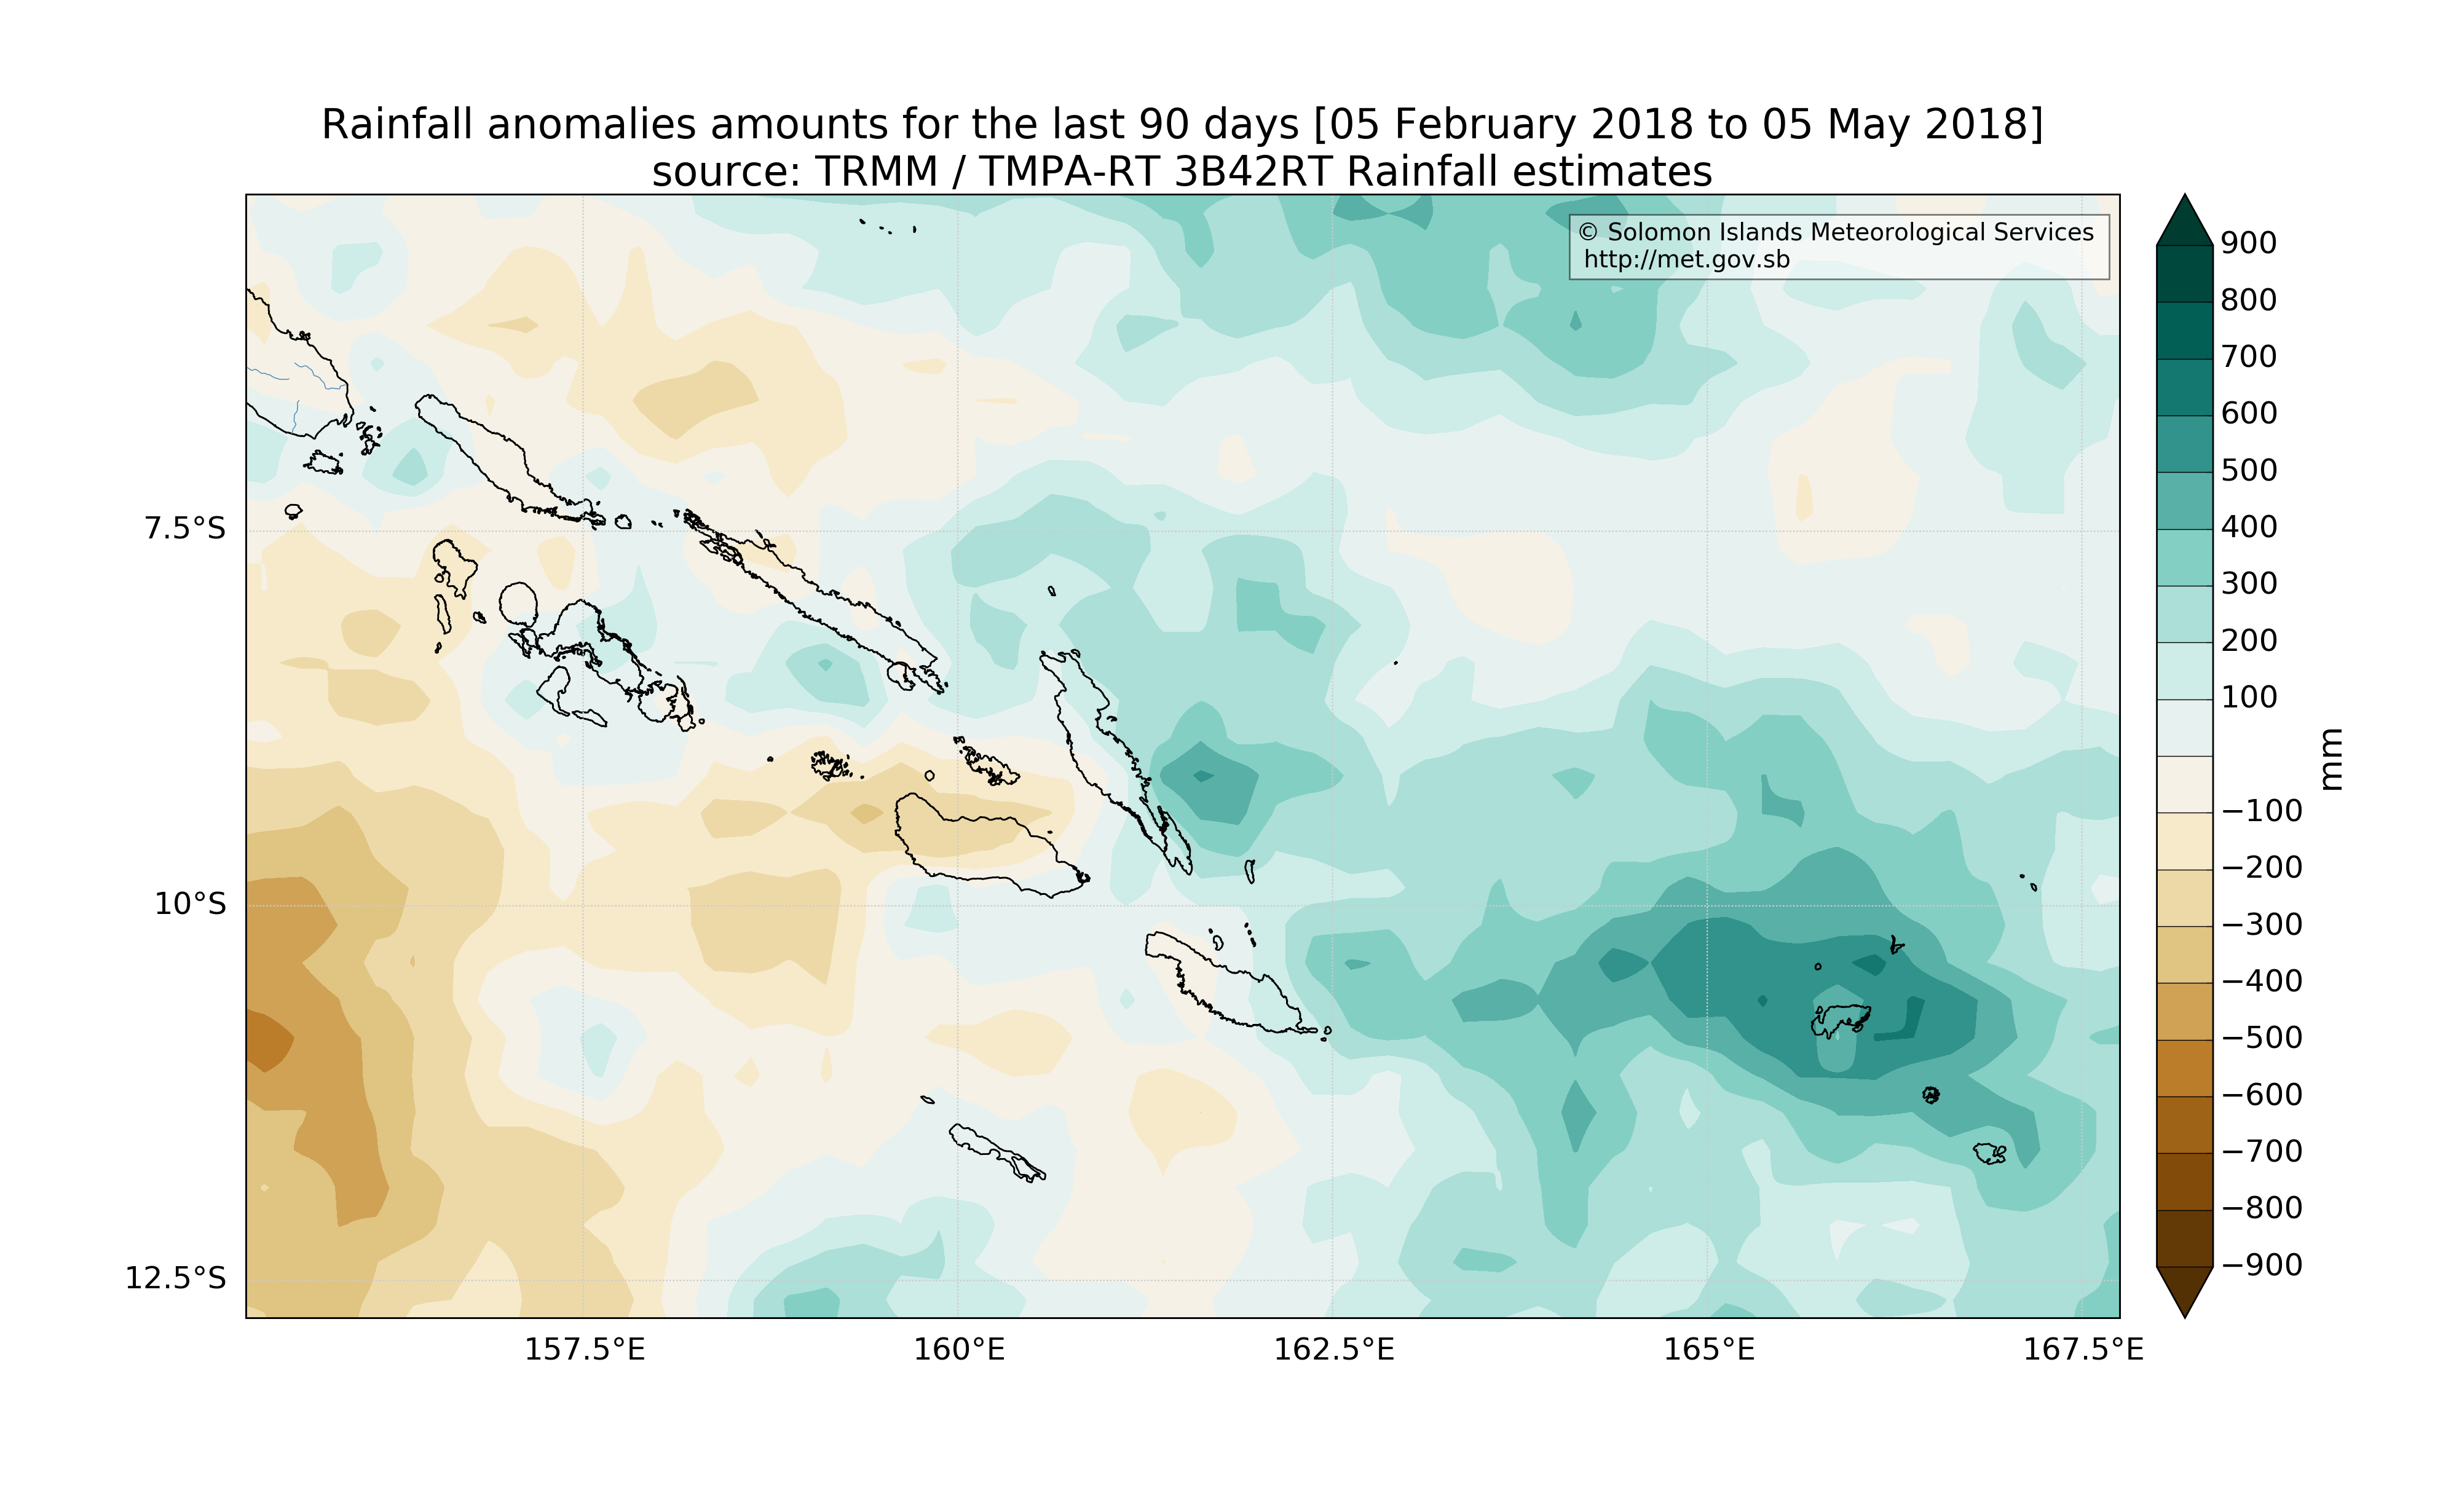 Rainfall anomalies amounts for the last 90 days [05 February 2018 to 05 May 2018]
source: TRMM / TMPA-RT 3B42RT Rainfall estimates
© Solomon Islands Meteorological Services
http://met.gov.sb
7.5°S
10°S
12.5°S
157.5°E
160°E
162.5°E
165°E
167.5°E
900
800
700
600
500
400
300
200
100
−100
−200
−300
−400
−500
−600
−700
−800
−900
mm